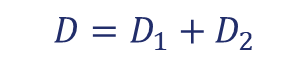 D = D₁ + D₂